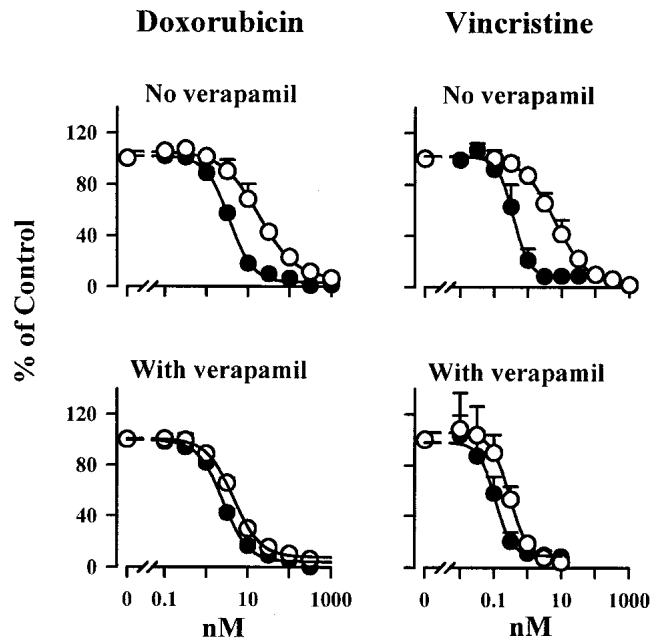 Doxorubicin Vincristine
No verapamil No verapamil
120
80
40
0
% of Control
With verapamil With verapamil
120
80
40
0
0 0.1 10 1000 0 0.1 10 1000
nM nM